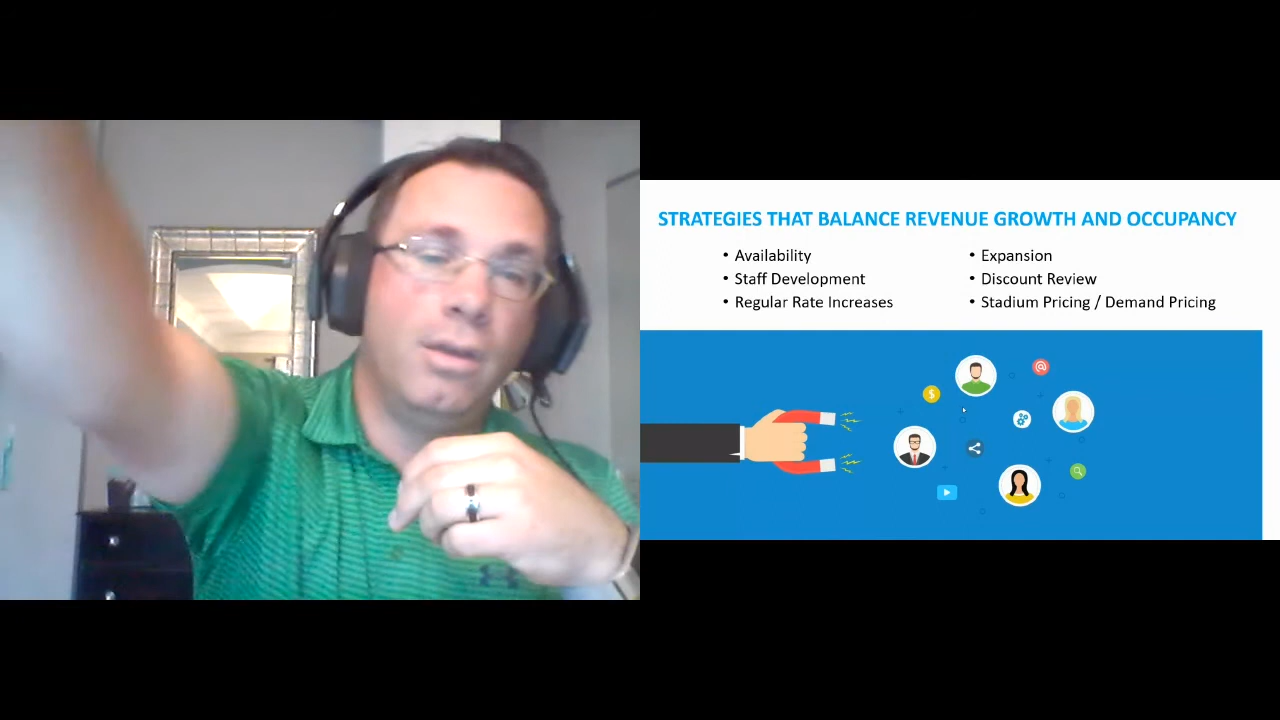 STRATEGIES THAT BALANCE REVENUE GROWTH AND OCCUPANCY
• Availability
• Staff Development
• Regular Rate Increases
• Expansion
• Discount Review
• Stadium Pricing / Demand Pricing